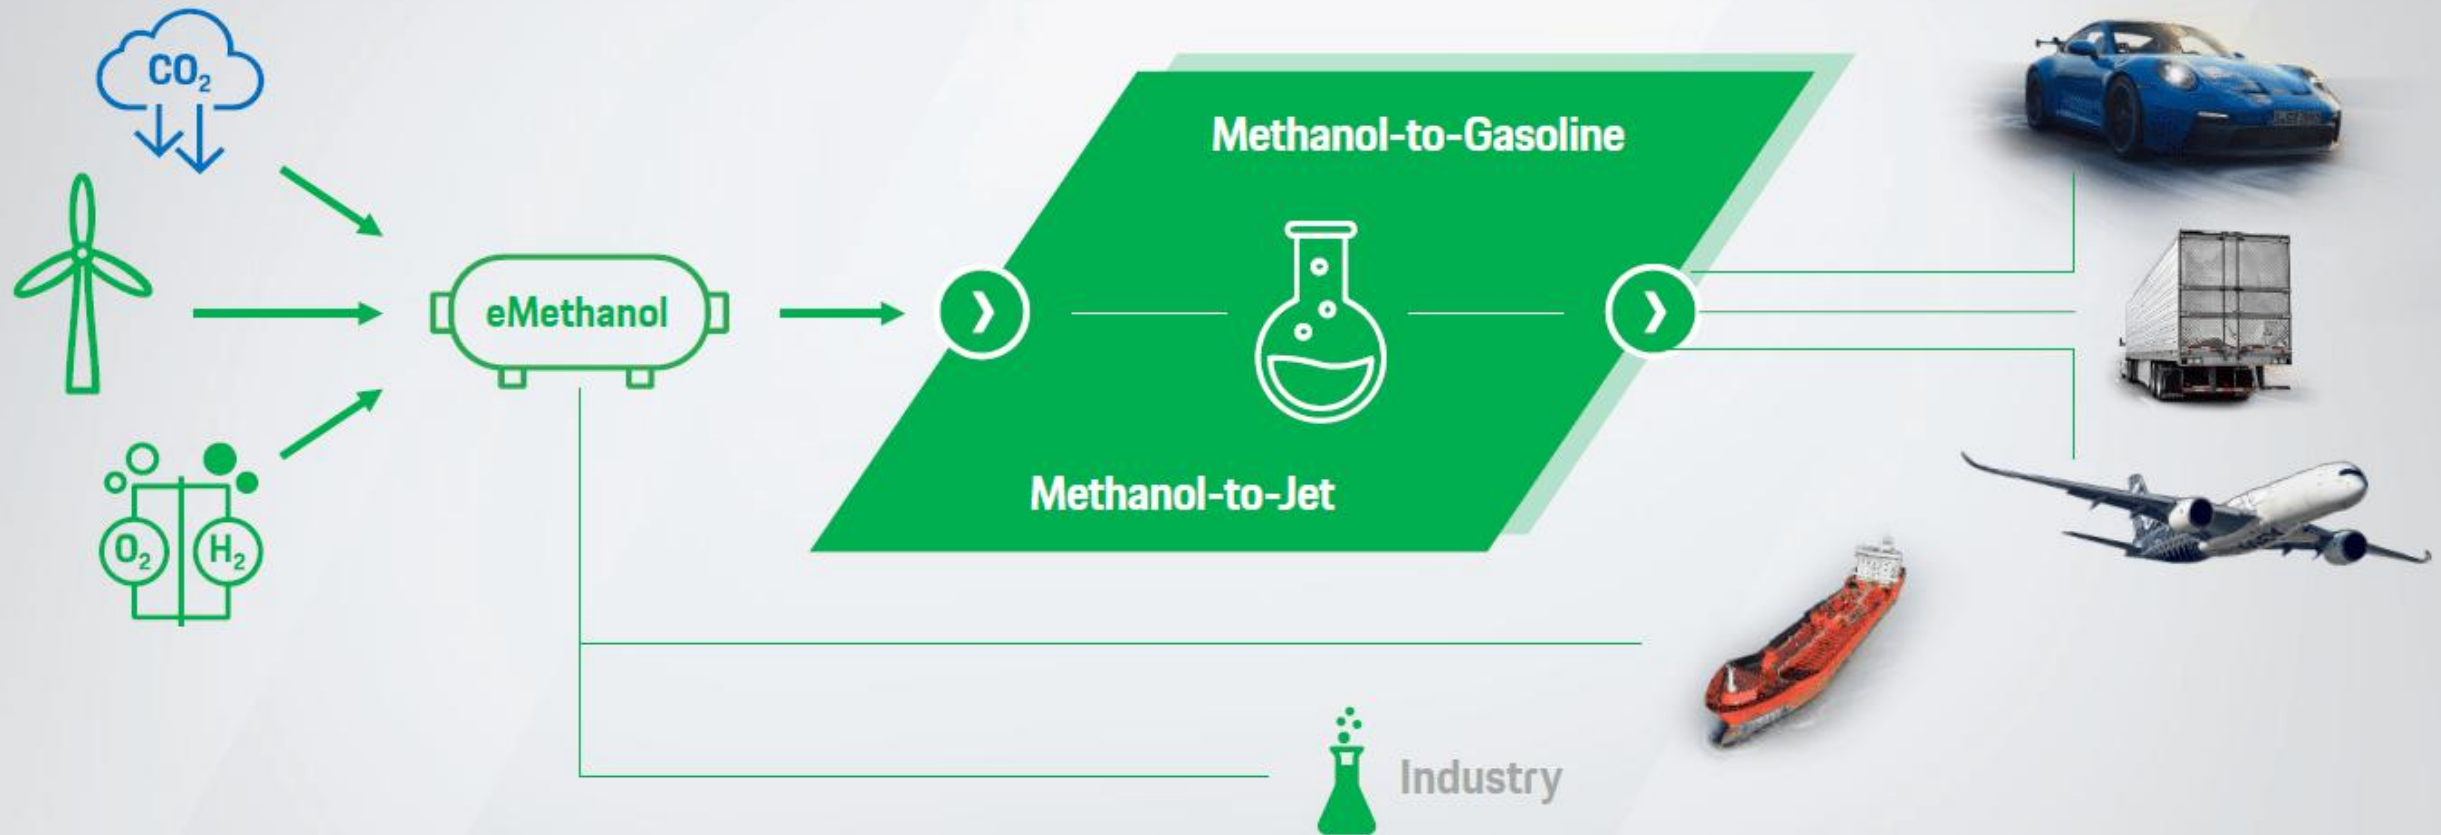 CO₂
Methanol-to-Gasoline
eMethanol
Methanol-to-Jet
O₂ H₂
Industry